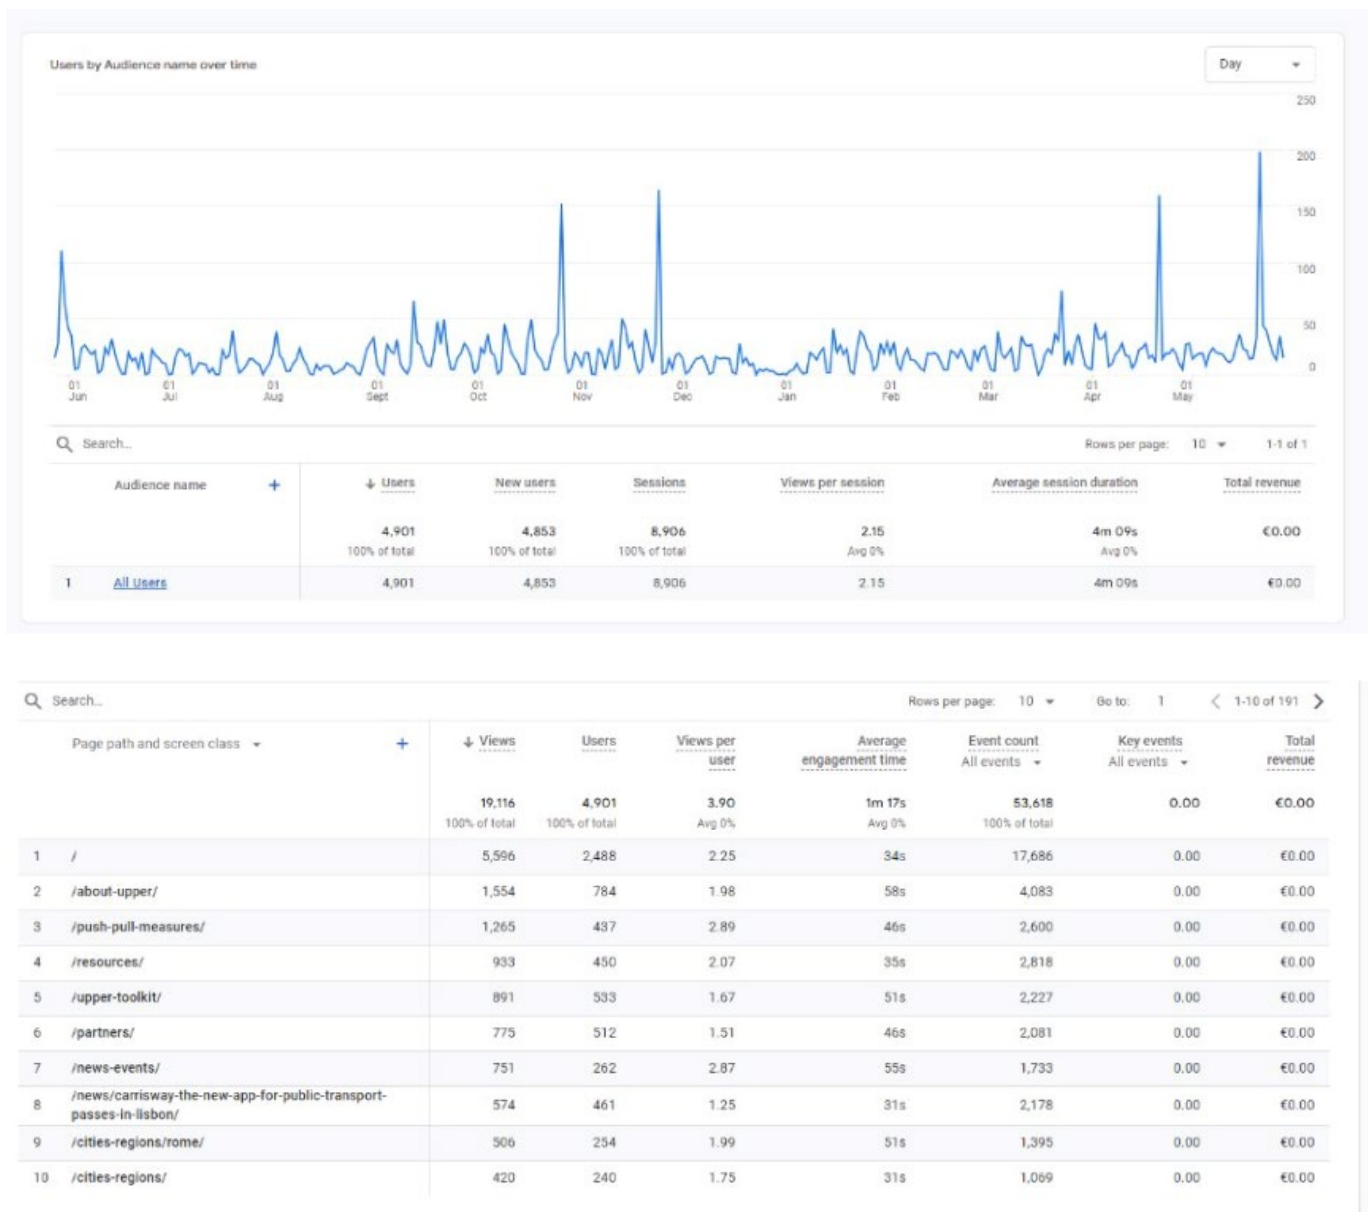 Users by Audience name over time
Day
250
200
150
100
50
0
01 01 01 01 01 01 01 01 01 01 01 01
Jun Jul Aug Sept Oct Nov Dec Jan Feb Mar Apr May
Search...
Rows per page: 10 1-1 of 1
Audience name + ↓ Users New users Sessions Views per session Average session duration Total revenue
4,901 4,853 8,906 2.15 4m 09s €0.00
100% of total 100% of total 100% of total Avg 0% Avg 0%
1 All Users 4,901 4,853 8,906 2.15 4m 09s €0.00
Search... Rows per page: 10 Go to: 1 < 1-10 of 191 >
Page path and screen class + ↓ Views Users Views per user Average engagement time Event count All events Key events All events Total revenue
19,116 4,901 3.90 1m 17s 53,618 0.00 €0.00
100% of total 100% of total Avg 0% Avg 0% 100% of total
1 / 5,596 2,488 2.25 34s 17,686 0.00 €0.00
2 /about-upper/ 1,554 784 1.98 58s 4,083 0.00 €0.00
3 /push-pull-measures/ 1,265 437 2.89 46s 2,600 0.00 €0.00
4 /resources/ 933 450 2.07 35s 2,818 0.00 €0.00
5 /upper-toolkit/ 891 533 1.67 51s 2,227 0.00 €0.00
6 /partners/ 775 512 1.51 46s 2,081 0.00 €0.00
7 /news-events/ 751 262 2.87 55s 1,733 0.00 €0.00
8 /news/carrisway-the-new-app-for-public-transport-passes-in-lisbon/ 574 461 1.25 31s 2,178 0.00 €0.00
9 /cities-regions/rome/ 506 254 1.99 51s 1,395 0.00 €0.00
10 /cities-regions/ 420 240 1.75 31s 1,069 0.00 €0.00